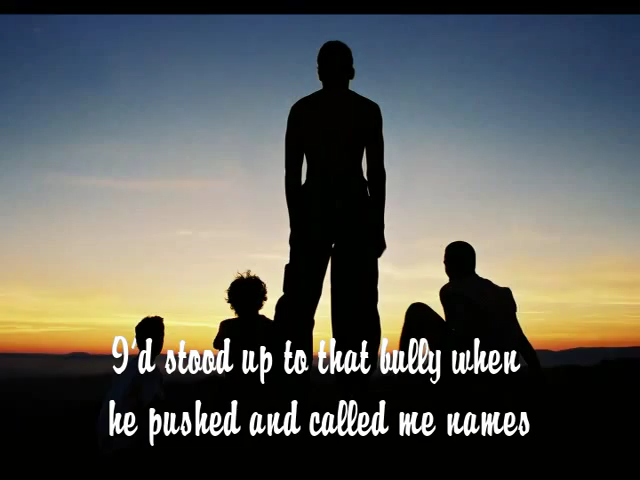 I'd stood up to that bully when
he pushed and called me names